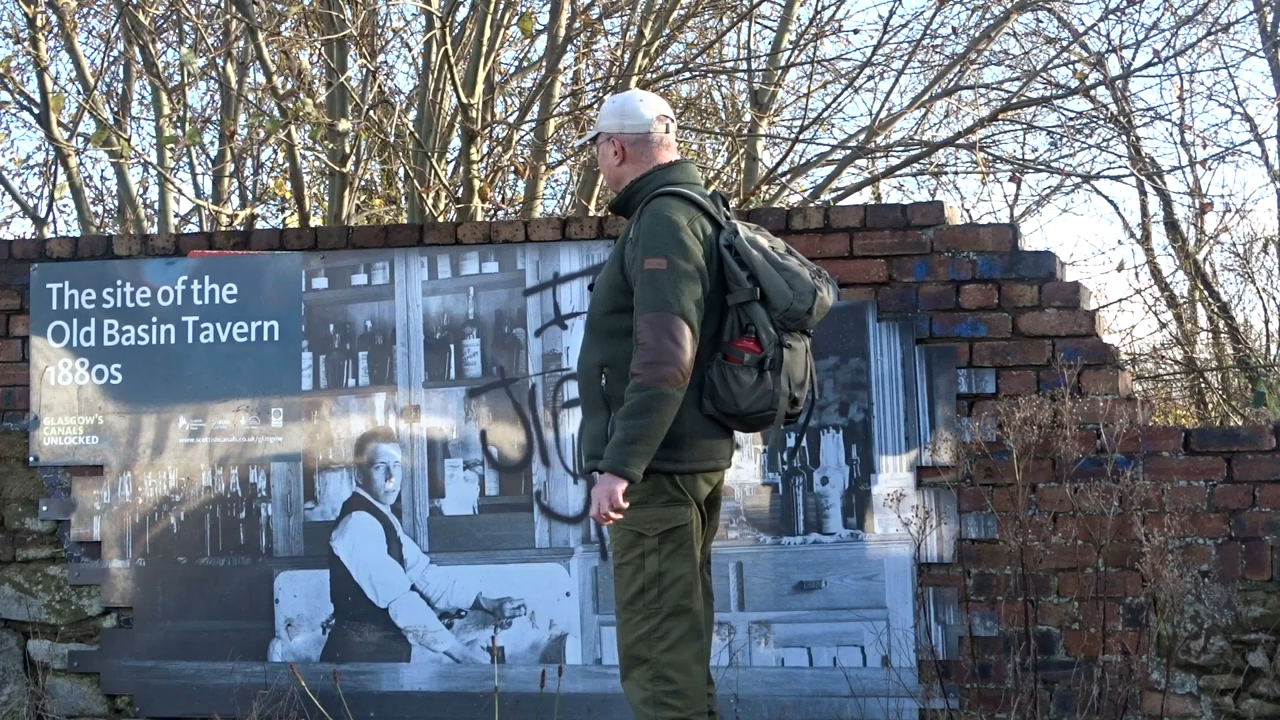 The site of the
Old Basin Tavern
1880s
GLASGOW'S
CANALS
UNLOCKED
www.scottishcanals.co.uk/glasgow